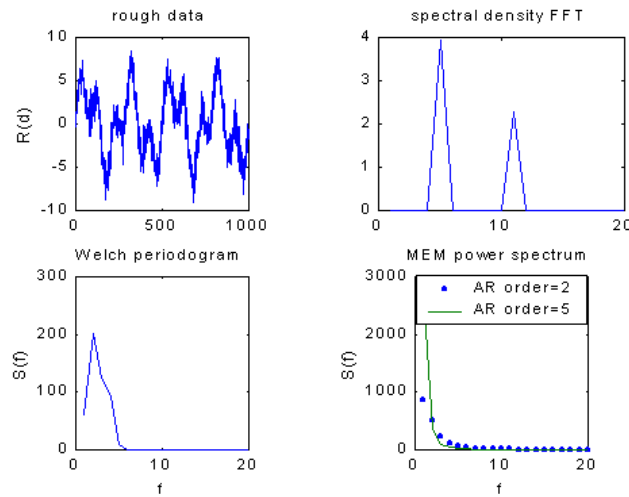 rough data
spectral density FFT
10
5
0
-5
-10
R(d)
0
500
1000
4
3
2
1
0
0
10
20
Welch periodogram
MEM power spectrum
300
200
100
0
S(f)
0
10
20
f
3000
2000
1000
0
S(f)
AR order=2
AR order=5
0
10
20
f